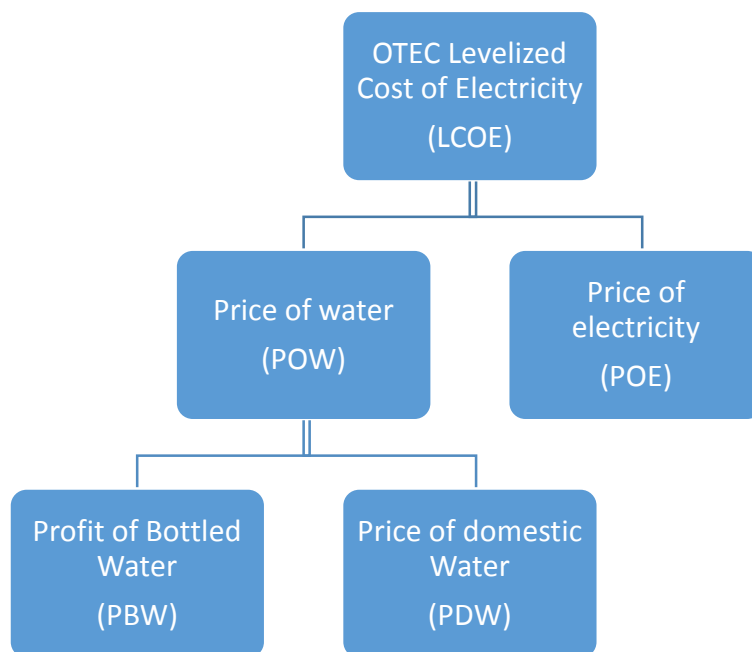 OTEC Levelized
Cost of Electricity
(LCOE)
Price of water
(POW)
Price of
electricity
(POE)
Profit of Bottled
Water
(PBW)
Price of domestic
Water
(PDW)